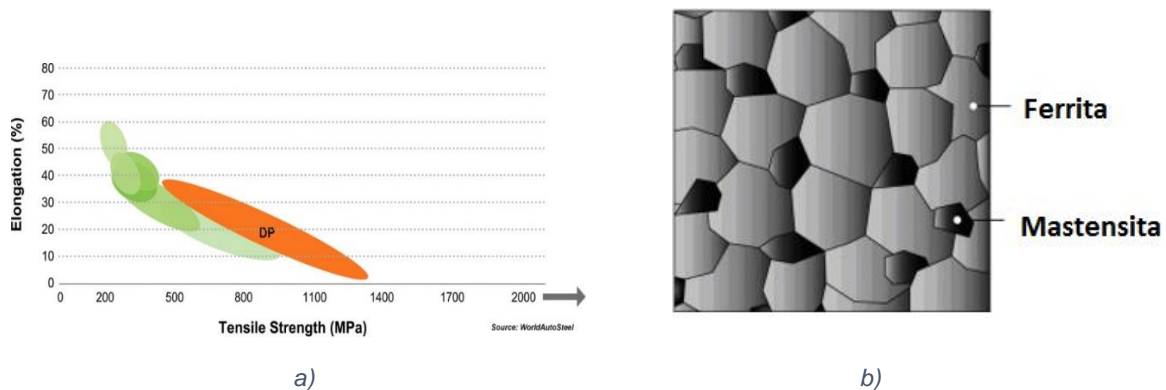 Elongation (%)
80
70
60
50
40
30
20
10
0
DP
0 200 500 800 1100 1400 1700 2000
Tensile Strength (MPa)
Source: WorldAutoSteel
a)
Ferrita
Mastensita
b)